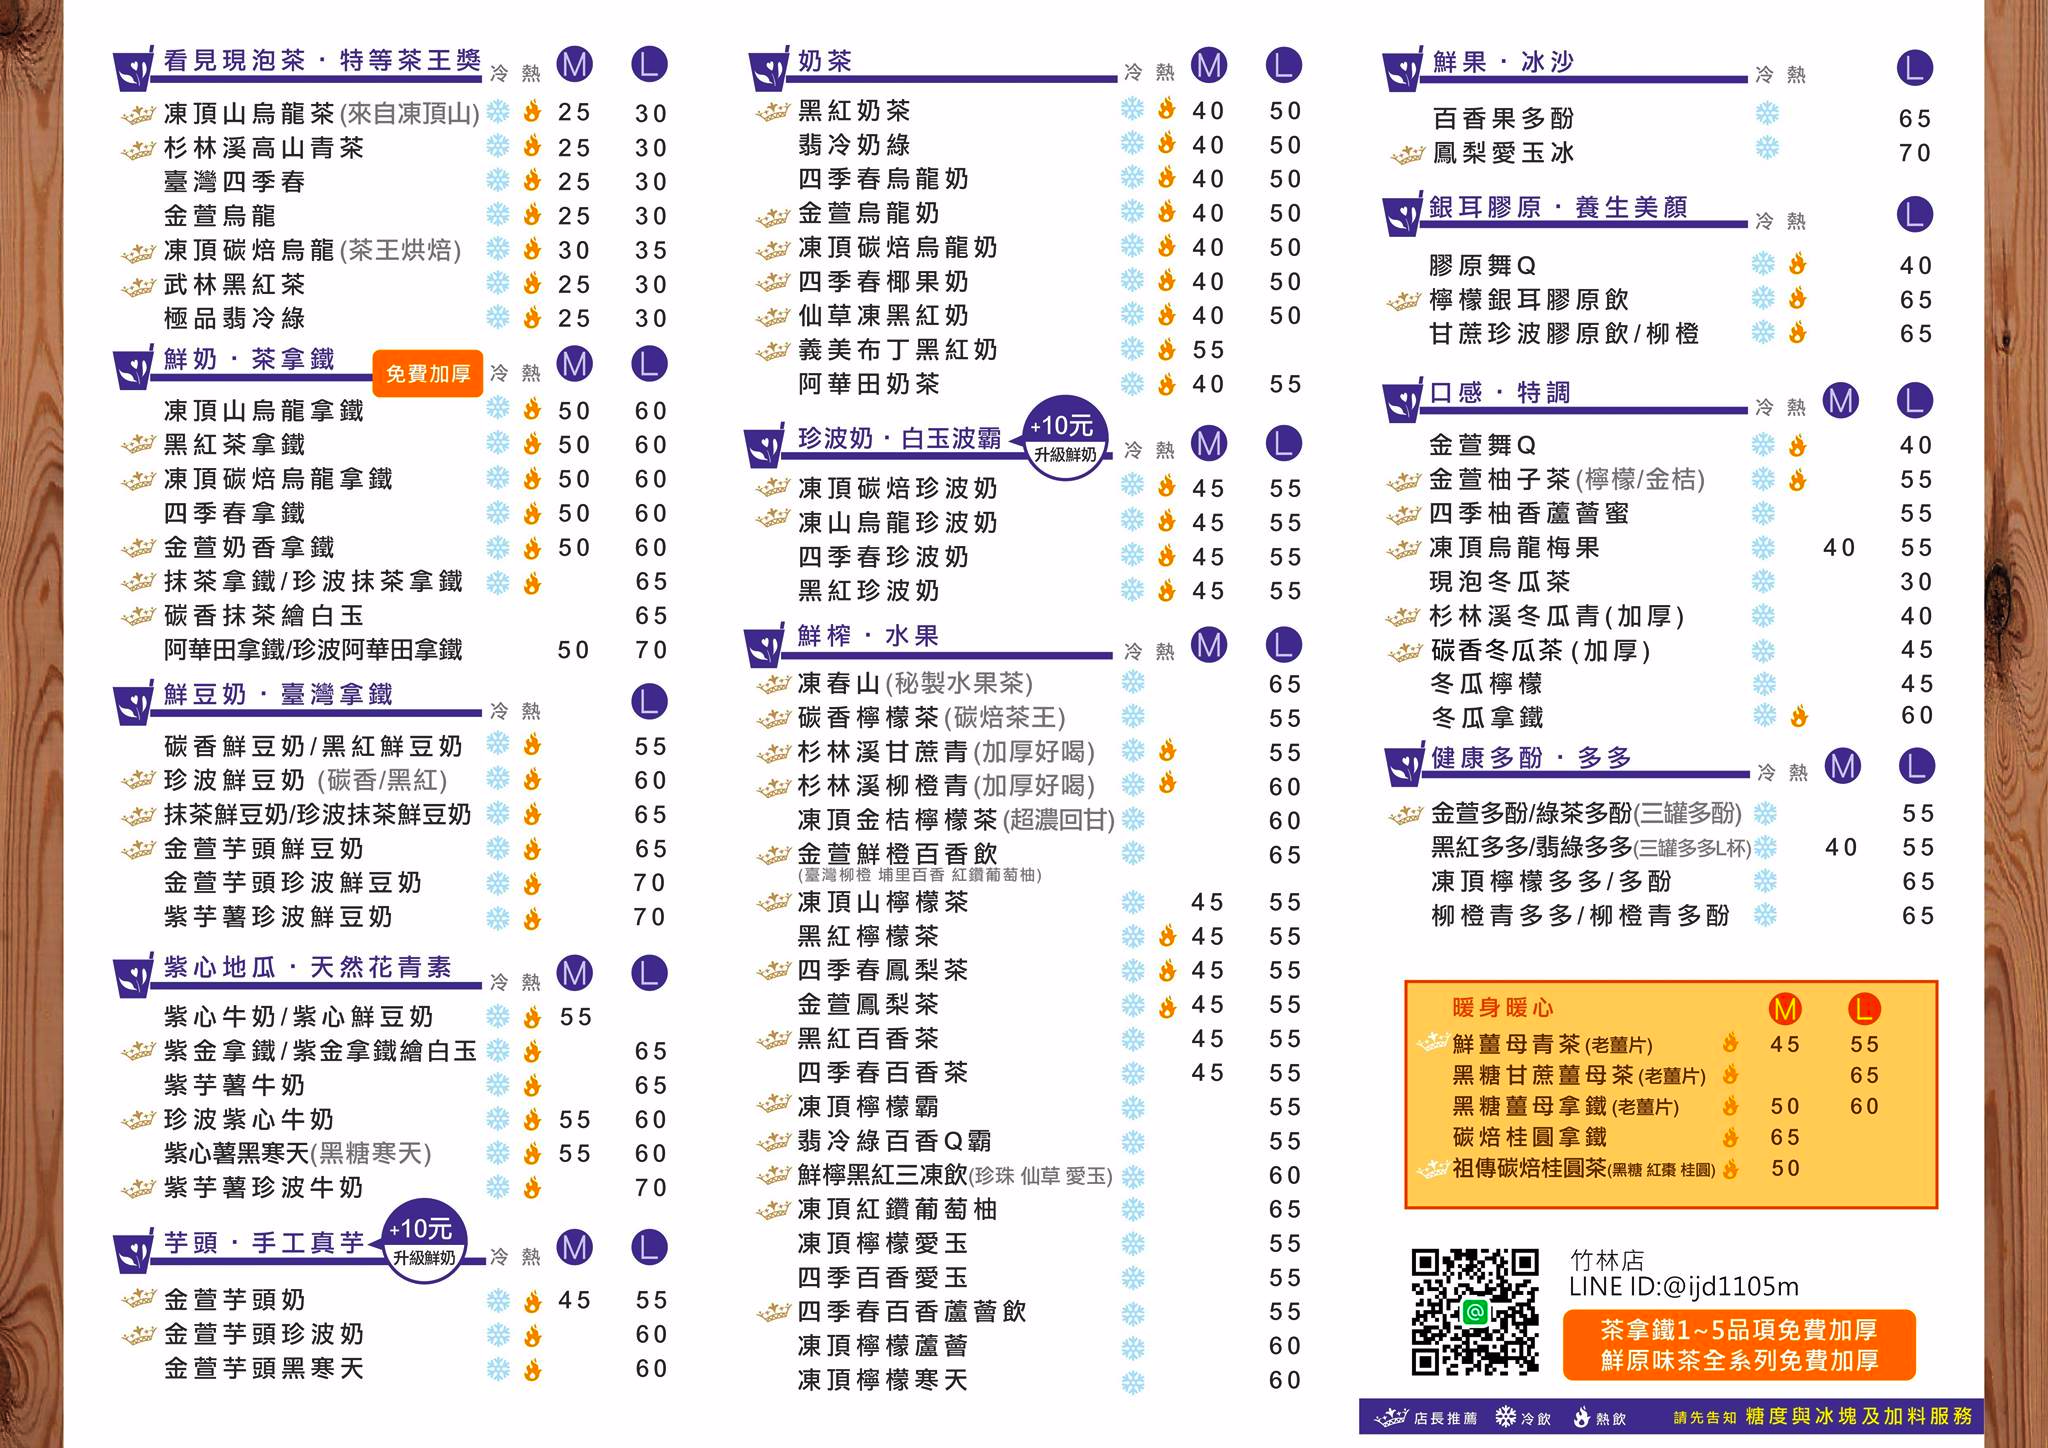 看見現泡茶・特等茶王獎 冷 熱 M L
凍頂山烏龍茶(來自凍頂山) 25 30
杉林溪高山青茶 25 30
臺灣四季春 25 30
金萱烏龍 25 30
凍頂碳焙烏龍(茶王烘焙) 30 35
武林黑紅茶 25 30
極品翡冷綠 25 30
鮮奶・茶拿鐵 免費加厚 冷 熱 M L
凍頂山烏龍拿鐵 50 60
黑紅茶拿鐵 50 60
凍頂碳焙烏龍拿鐵 50 60
四季春拿鐵 50 60
金萱奶香拿鐵 50 60
抹茶拿鐵/珍波抹茶拿鐵 65
碳香抹茶繪白玉 65
阿華田拿鐵/珍波阿華田拿鐵 50 70
鮮豆奶・臺灣拿鐵 冷 熱 L
碳香鮮豆奶/黑紅鮮豆奶 55
珍波鮮豆奶 (碳香/黑紅) 60
抹茶鮮豆奶/珍波抹茶鮮豆奶 65
金萱芋頭鮮豆奶 65
金萱芋頭珍波鮮豆奶 70
紫芋薯珍波鮮豆奶 70
紫心地瓜・天然花青素 冷 熱 M L
紫心牛奶/紫心鮮豆奶 55
紫金拿鐵/紫金拿鐵繪白玉 65
紫芋薯牛奶 65
珍波紫心牛奶 55 60
紫心薯黑寒天(黑糖寒天) 55 60
紫芋薯珍波牛奶 70
芋頭・手工真芋 +10元 升級鮮奶 冷 熱 M L
金萱芋頭奶 45 55
金萱芋頭珍波奶 60
金萱芋頭黑寒天 60
奶茶 冷 熱 M L
黑紅奶茶 40 50
翡冷奶綠 40 50
四季春烏龍奶 40 50
金萱烏龍奶 40 50
凍頂碳焙烏龍奶 40 50
四季春椰果奶 40 50
仙草凍黑紅奶 40 50
義美布丁黑紅奶 55
阿華田奶茶 40 55
珍波奶・白玉波霸 +10元 升級鮮奶 冷 熱 M L
凍頂碳焙珍波奶 45 55
凍山烏龍珍波奶 45 55
四季春珍波奶 45 55
黑紅珍波奶 45 55
鮮榨・水果 冷 熱 M L
凍春山(秘製水果茶) 65
碳香檸檬茶(碳焙茶王) 55
杉林溪甘蔗青(加厚好喝) 55
杉林溪柳橙青(加厚好喝) 60
凍頂金桔檸檬茶(超濃回甘) 60
金萱鮮橙百香飲 65
(臺灣柳橙 埔里百香 紅鑽葡萄柚)
凍頂山檸檬茶 45 55
黑紅檸檬茶 45 55
四季春鳳梨茶 45 55
金萱鳳梨茶 45 55
黑紅百香茶 45 55
四季春百香茶 45 55
凍頂檸檬霸 55
翡冷綠百香Q霸 55
鮮檸黑紅三凍飲(珍珠 仙草 愛玉) 60
凍頂紅鑽葡萄柚 65
凍頂檸檬愛玉 55
四季百香愛玉 55
四季春百香蘆薈飲 55
凍頂檸檬蘆薈 60
凍頂檸檬寒天 60
鮮果・冰沙 冷 熱 L
百香果多酚 65
鳳梨愛玉冰 70
銀耳膠原・養生美顏 冷 熱 L
膠原舞Q 40
檸檬銀耳膠原飲 65
甘蔗珍波膠原飲/柳橙 65
口感・特調 冷 熱 M L
金萱舞Q 40
金萱柚子茶(檸檬/金桔) 55
四季柚香蘆薈蜜 55
凍頂烏龍梅果 40 55
現泡冬瓜茶 30
杉林溪冬瓜青(加厚) 40
碳香冬瓜茶(加厚) 45
冬瓜檸檬 45
冬瓜拿鐵 60
健康多酚・多多 冷 熱 M L
金萱多酚/綠茶多酚(三罐多酚) 55
黑紅多多/翡綠多多(三罐多多L杯) 40 55
凍頂檸檬多多/多酚 65
柳橙青多多/柳橙青多酚 65
暖身暖心 M L
鮮薑母青茶(老薑片) 45 55
黑糖甘蔗薑母茶(老薑片) 65
黑糖薑母拿鐵(老薑片) 50 60
碳焙桂圓拿鐵 65
祖傳碳焙桂圓茶(黑糖 紅棗 桂圓) 50
竹林店
LINE ID:@ijd1105m
茶拿鐵1~5品項免費加厚
鮮原味茶全系列免費加厚
店長推薦 冷飲 熱飲 請先告知 糖度與冰塊及加料服務